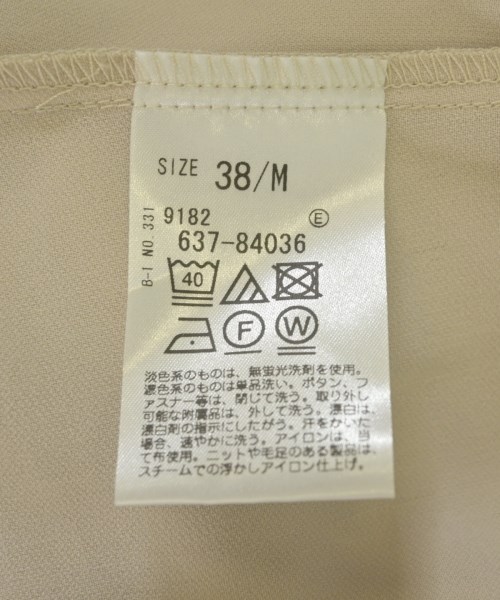 SIZE 38/M
B-I NO.331
9182 Ⓔ
637-84036
40
F W
淡色系のものは、無蛍光洗剤を使用。
濃色系のものは単品洗い。ボタン、フ
ァスナー等は、閉じて洗う。取り外し
可能な附属品は、外して洗う。漂白は、
漂白剤の指示にしたがう。汗をかいた
場合、速やかに洗う。アイロンは、当
て布使用。ニットや毛足のある製品は、
スチームでの浮かしアイロン仕上げ。